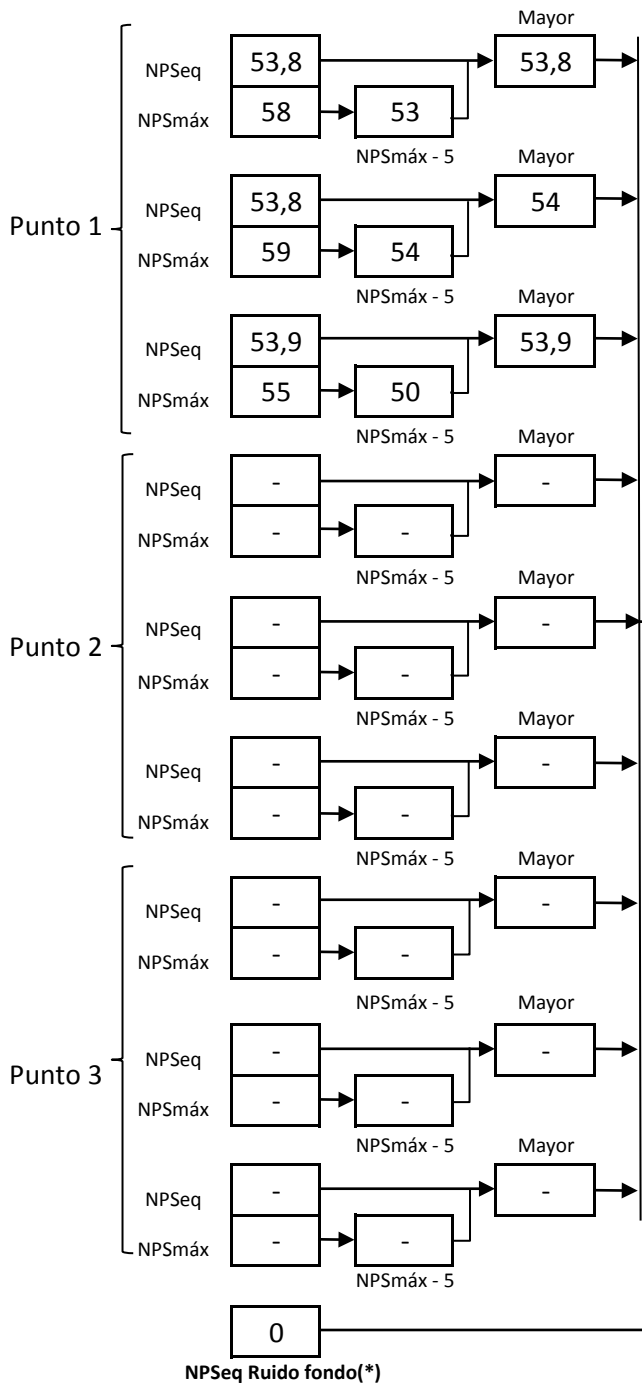 Mayor
NPSeq 53,8 53,8
NPSmáx 58 53
NPSmáx - 5
Mayor
Punto 1
NPSeq 53,8 54
NPSmáx 59 54
NPSmáx - 5
Mayor
NPSeq 53,9 53,9
NPSmáx 55 50
NPSmáx - 5
Mayor
NPSeq - -
NPSmáx - -
NPSmáx - 5
Mayor
Punto 2
NPSeq - -
NPSmáx - -
NPSmáx - 5
Mayor
NPSeq - -
NPSmáx - -
NPSmáx - 5
Mayor
NPSeq - -
NPSmáx - -
NPSmáx - 5
Mayor
Punto 3
NPSeq - -
NPSmáx - -
NPSmáx - 5
Mayor
NPSeq - -
NPSmáx - -
NPSmáx - 5
0
NPSeq Ruido fondo(*)